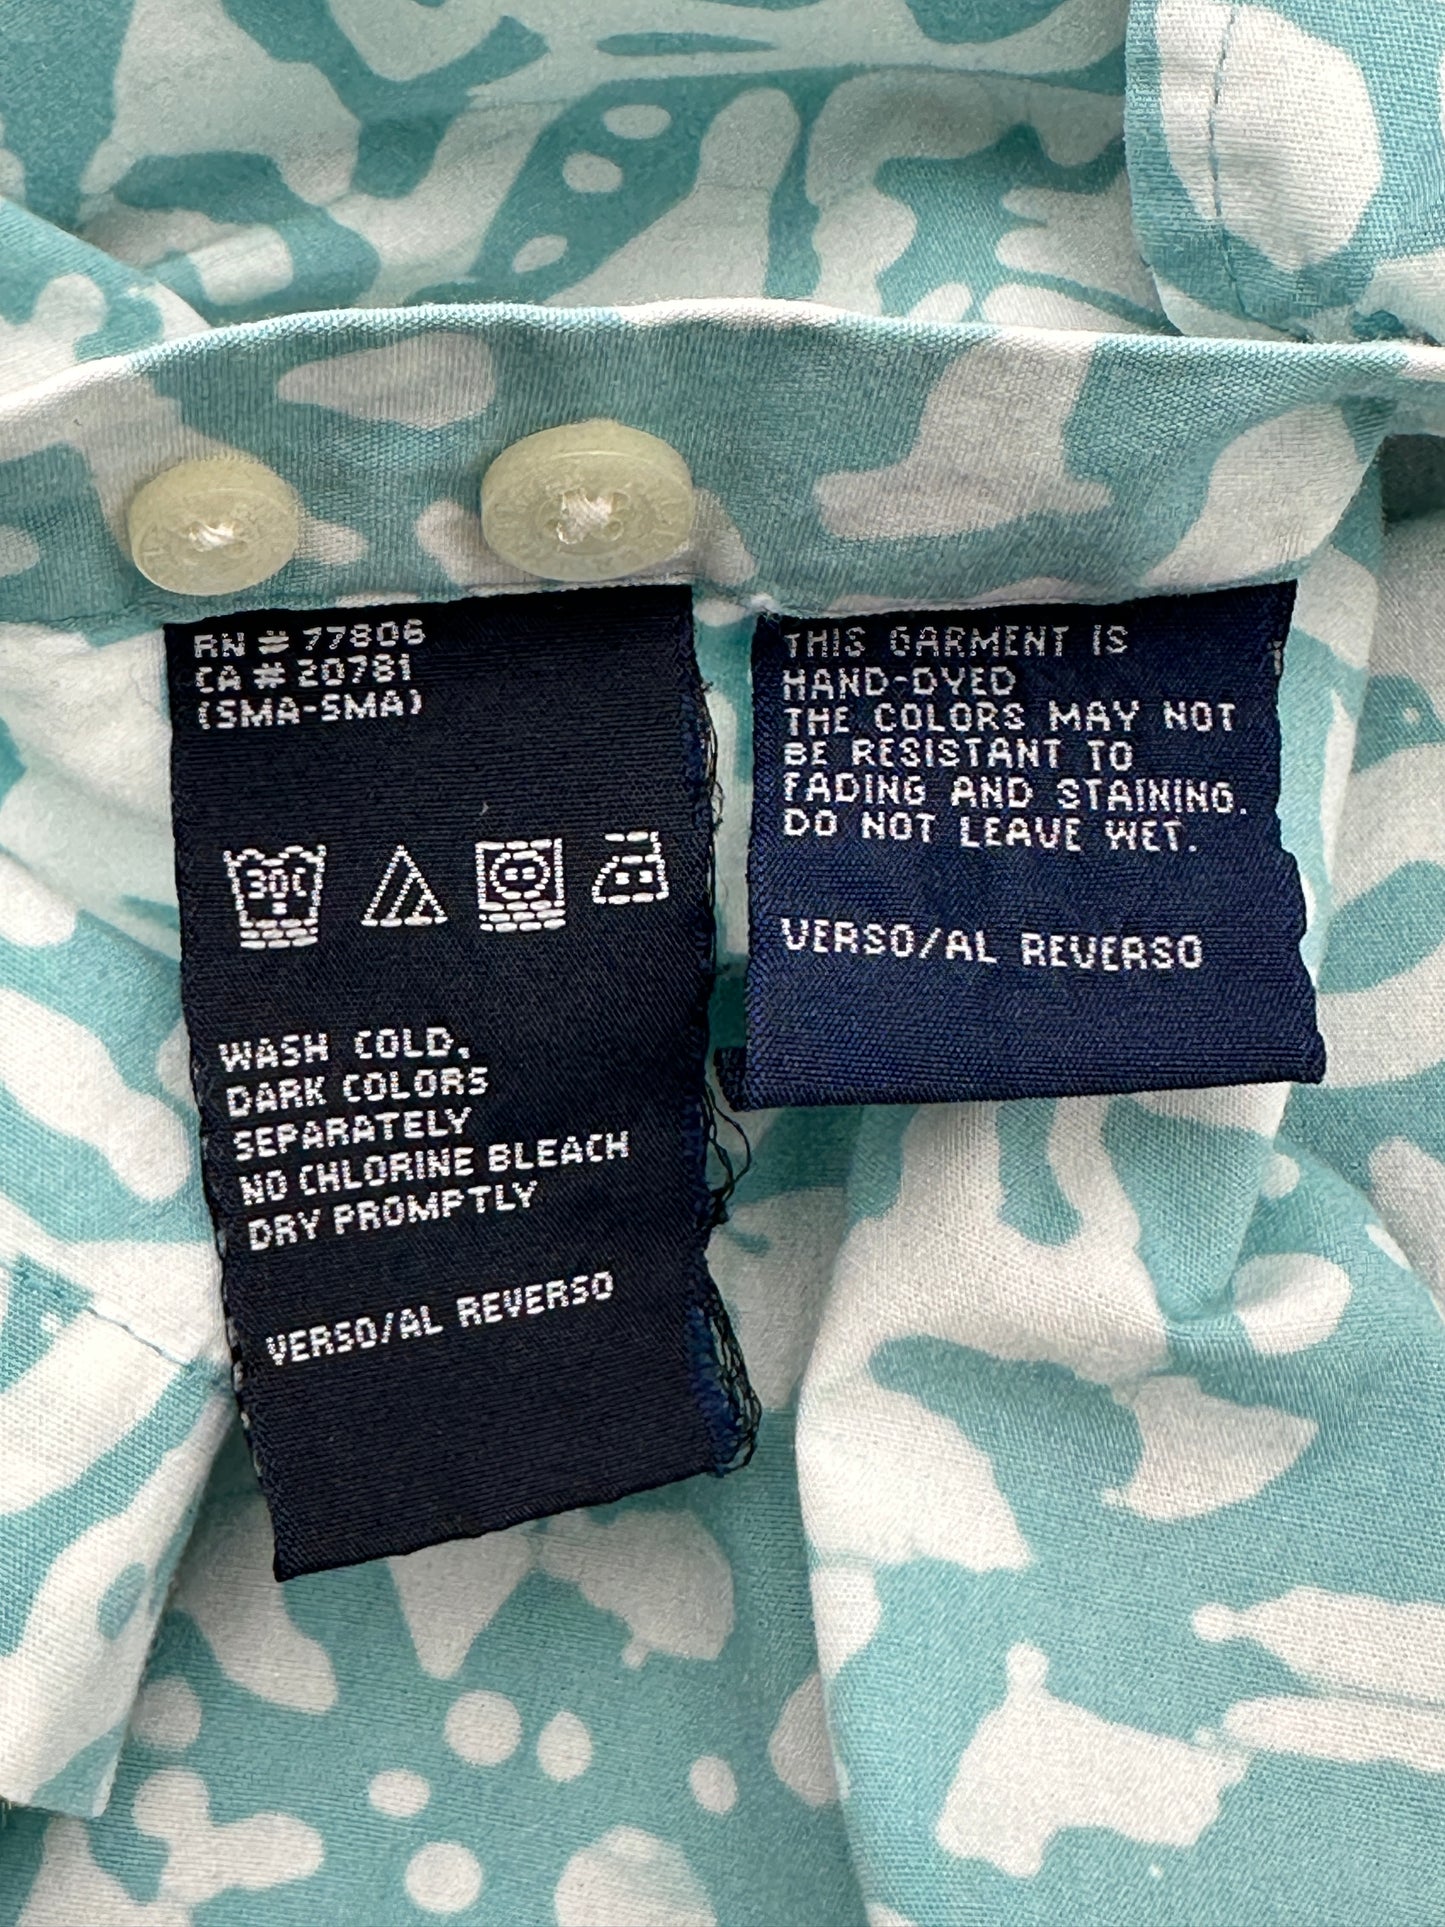 RN # 77806
CA # 20781
(SMA-SMA)
30C
WASH COLD,
DARK COLORS
SEPARATELY
NO CHLORINE BLEACH
DRY PROMPTLY
VERSO/AL REVERSO
THIS GARMENT IS
HAND-DYED
THE COLORS MAY NOT
BE RESISTANT TO
FADING AND STAINING.
DO NOT LEAVE WET.
VERSO/AL REVERSO